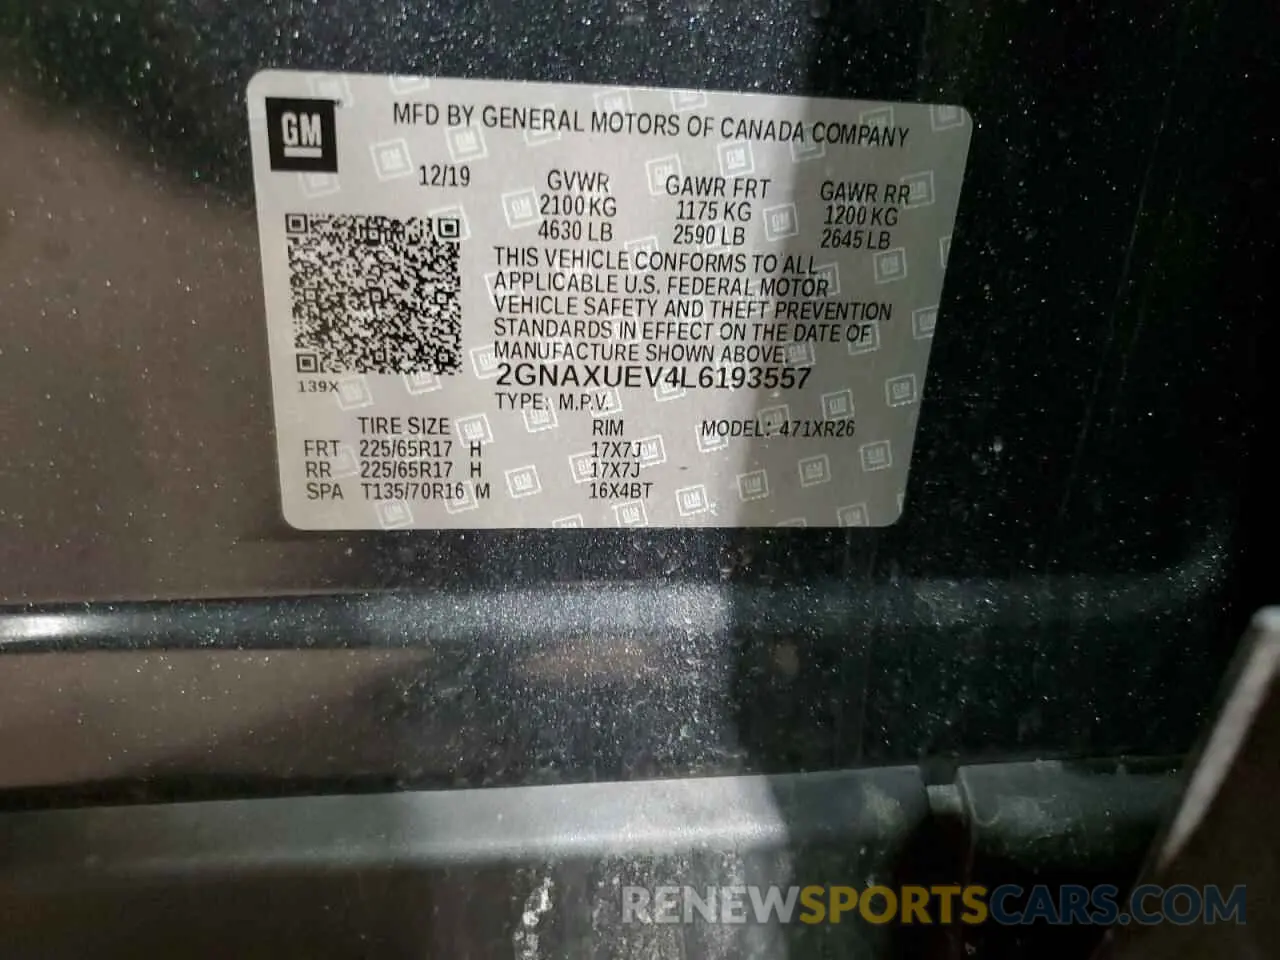 GM
MFD BY GENERAL MOTORS OF CANADA COMPANY
12/19 GVWR GAWR FRT GAWR RR
2100 KG 1175 KG 1200 KG
4630 LB 2590 LB 2645 LB
THIS VEHICLE CONFORMS TO ALL
APPLICABLE U.S. FEDERAL MOTOR
VEHICLE SAFETY AND THEFT PREVENTION
STANDARDS IN EFFECT ON THE DATE OF
MANUFACTURE SHOWN ABOVE.
139X
2GNAXUEV4L6193557
TYPE: M.P.V.
TIRE SIZE RIM MODEL: 471XR26
FRT 225/65R17 H 17X7J
RR 225/65R17 H 17X7J
SPA T135/70R16 M 16X4BT
RENEWSPORTSCARS.COM